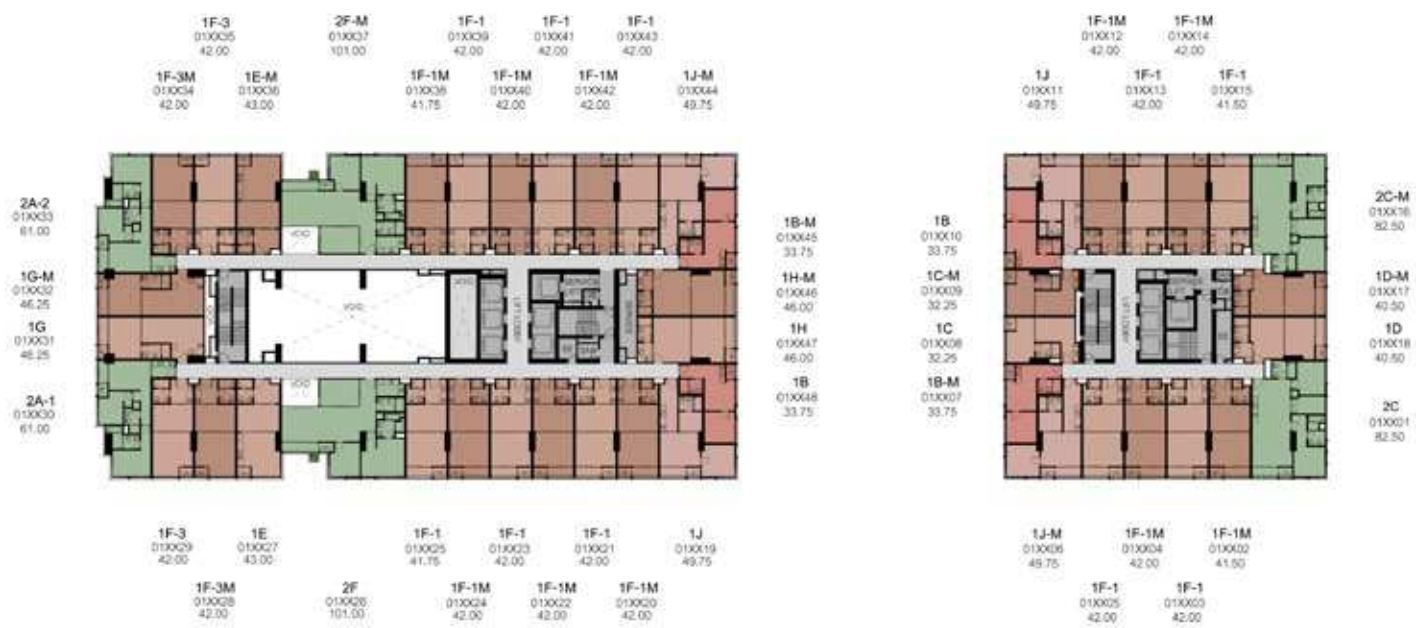 1F-3
01XX35
42.00
2F-M
01XX37
101.00
1F-1
01XX39
42.00
1F-1
01XX41
42.00
1F-1
01XX43
42.00
1F-1M
01XX12
42.00
1F-1M
01XX14
42.00
1F-3M
01XX34
42.00
1E-M
01XX36
43.00
1F-1M
01XX38
41.75
1F-1M
01XX40
42.00
1F-1M
01XX42
42.00
1J-M
01XX44
49.75
1J
01XX11
49.75
1F-1
01XX13
42.00
1F-1
01XX15
41.50
2A-2
01XX33
61.00
1G-M
01XX32
46.25
1G
01XX31
46.25
2A-1
01XX30
61.00
VOID
VOID
VOID
VOID
VOID
LIFT LOBBY
SERVICE
1B-M
01XX45
33.75
1H-M
01XX46
46.00
1H
01XX47
46.00
1B
01XX48
33.75
1B
01XX10
33.75
1C-M
01XX09
32.25
1C
01XX08
32.25
1B-M
01XX07
33.75
LIFT LOBBY
2C-M
01XX16
82.50
1D-M
01XX17
40.50
1D
01XX18
40.50
2C
01XX01
82.50
1F-3
01XX29
42.00
1E
01XX27
43.00
1F-1
01XX25
41.75
1F-1
01XX23
42.00
1F-1
01XX21
42.00
1J
01XX19
49.75
1J-M
01XX06
49.75
1F-1M
01XX04
42.00
1F-1M
01XX02
41.50
1F-3M
01XX28
42.00
2F
01XX26
101.00
1F-1M
01XX24
42.00
1F-1M
01XX22
42.00
1F-1M
01XX20
42.00
1F-1
01XX05
42.00
1F-1
01XX03
42.00